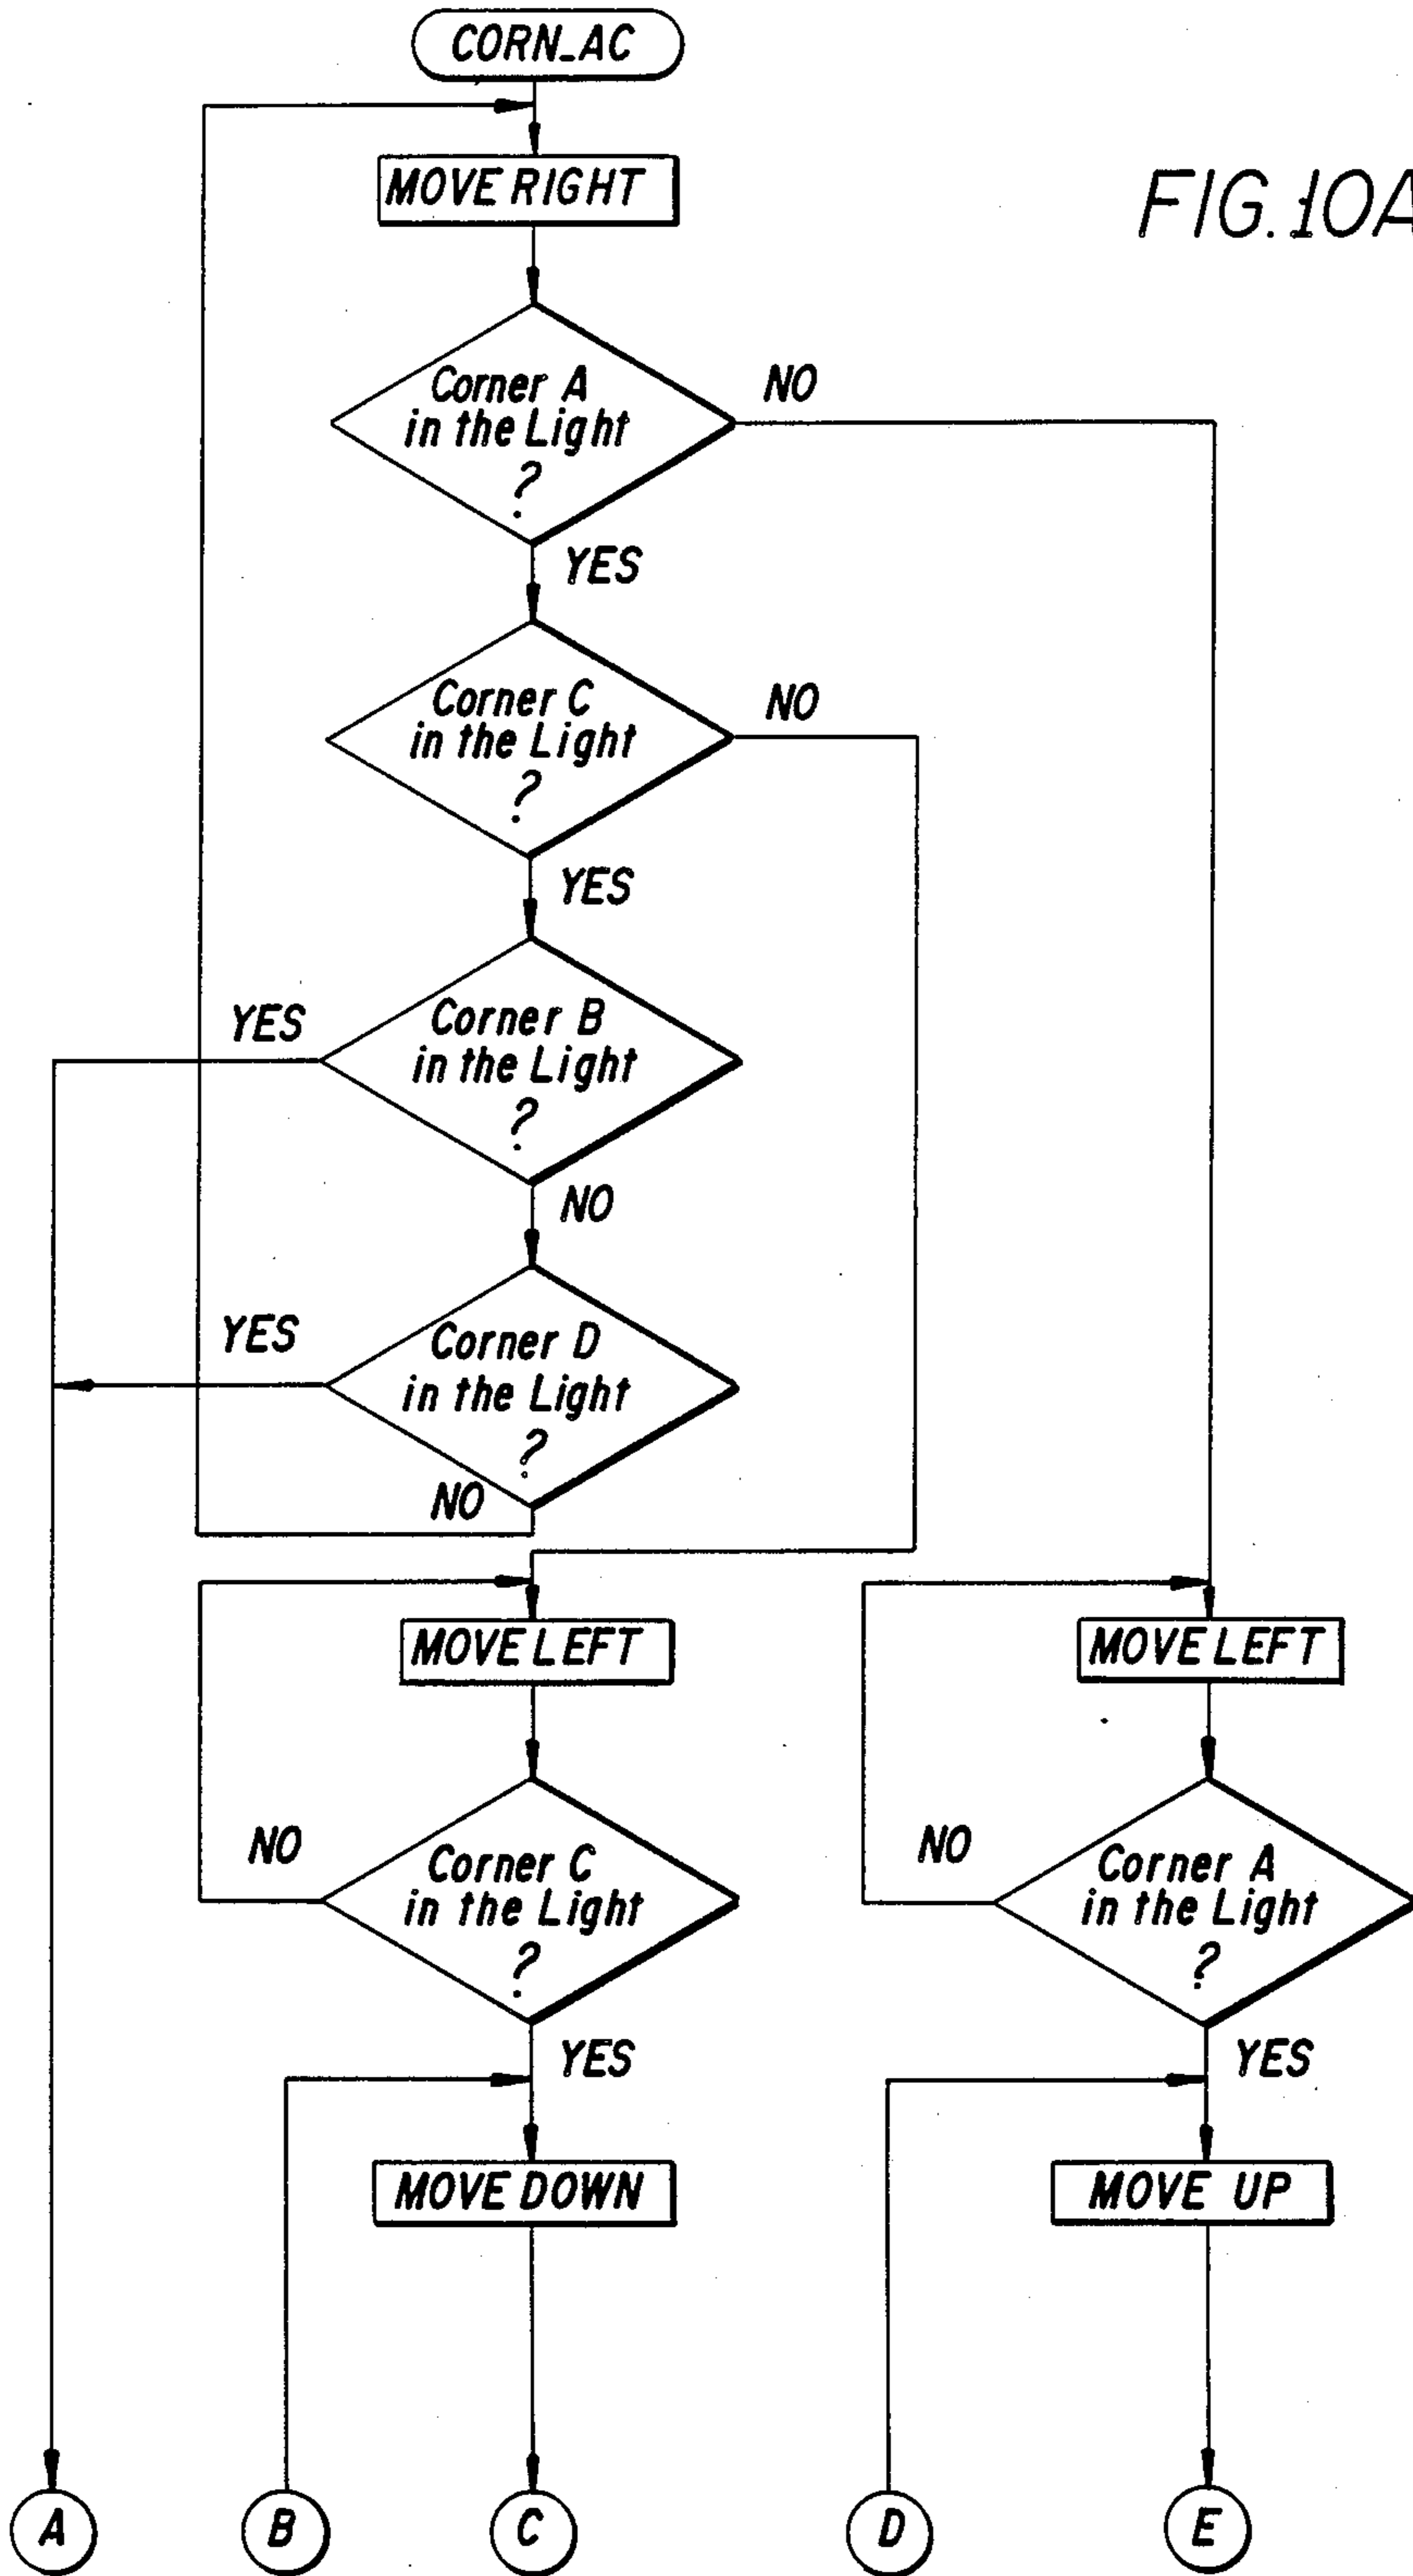 CORN_AC
MOVE RIGHT
FIG. 10A
Corner A
in the Light
?
NO
YES
Corner C
in the Light
?
NO
YES
Corner B
in the Light
?
YES
NO
Corner D
in the Light
?
YES
NO
MOVE LEFT
MOVE LEFT
Corner C
in the Light
?
NO
YES
Corner A
in the Light
?
NO
YES
MOVE DOWN
MOVE UP
A
B
C
D
E